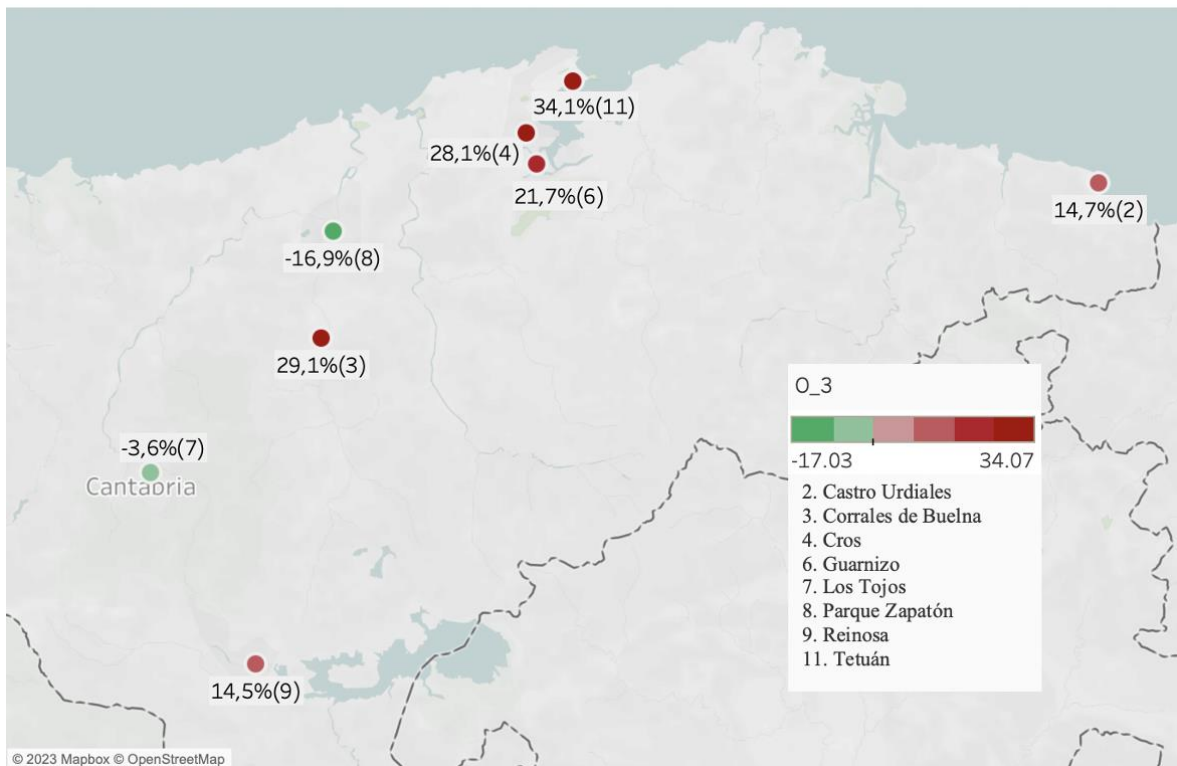 34,1%(11)
28,1%(4)
21,7%(6)
14,7%(2)
-16,9%(8)
29,1%(3)
-3,6%(7)
Cantabria
14,5%(9)
O_3
-17.03 34.07
2. Castro Urdiales
3. Corrales de Buelna
4. Cros
6. Guarnizo
7. Los Tojos
8. Parque Zapatón
9. Reinosa
11. Tetuán
© 2023 Mapbox © OpenStreetMap